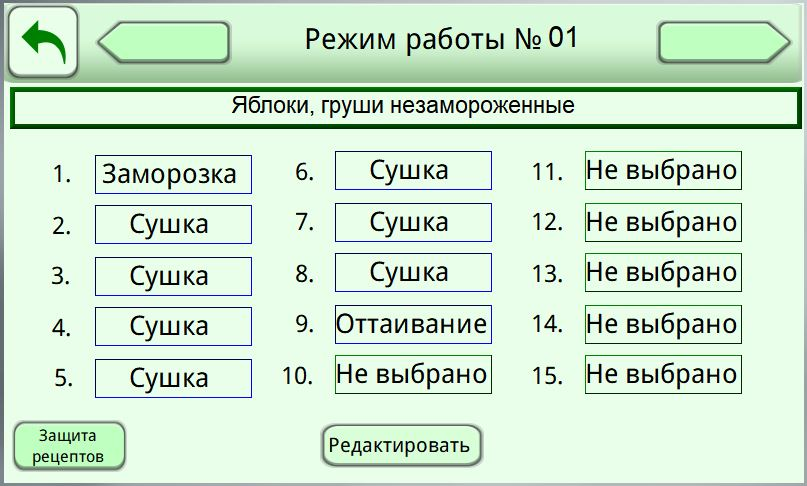 Режим работы № 01
Яблоки, груши незамороженные
1. Заморозка
2. Сушка
3. Сушка
4. Сушка
5. Сушка
6. Сушка
7. Сушка
8. Сушка
9. Оттаивание
10. Не выбрано
11. Не выбрано
12. Не выбрано
13. Не выбрано
14. Не выбрано
15. Не выбрано
Защита
рецептов
Редактировать